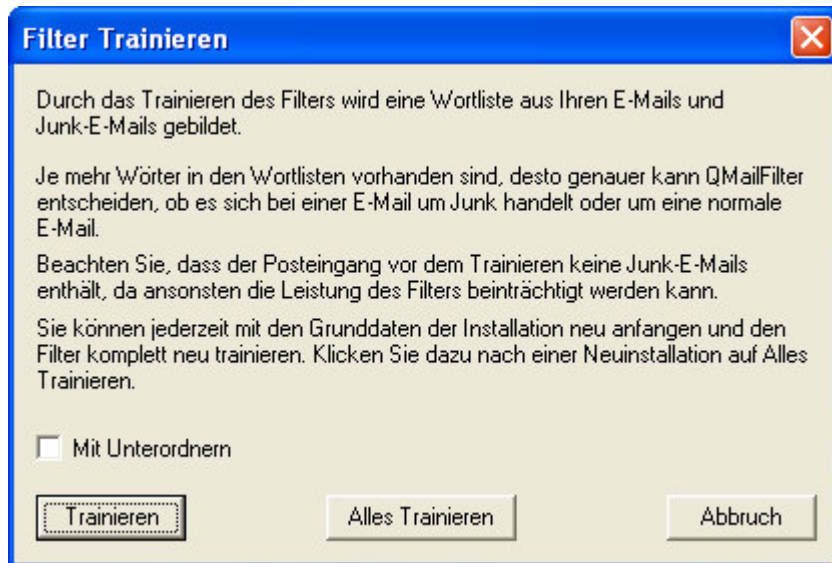 Filter Trainieren
Durch das Trainieren des Filters wird eine Wortliste aus Ihren E-Mails und
Junk-E-Mails gebildet.
Je mehr Wörter in den Wortlisten vorhanden sind, desto genauer kann QMailFilter
entscheiden, ob es sich bei einer E-Mail um Junk handelt oder um eine normale
E-Mail.
Beachten Sie, dass der Posteingang vor dem Trainieren keine Junk-E-Mails
enthält, da ansonsten die Leistung des Filters beinträchtigt werden kann.
Sie können jederzeit mit den Grunddaten der Installation neu anfangen und den
Filter komplett neu trainieren. Klicken Sie dazu nach einer Neuinstallation auf Alles
Trainieren.
Mit Unterordnern
Trainieren Alles Trainieren Abbruch